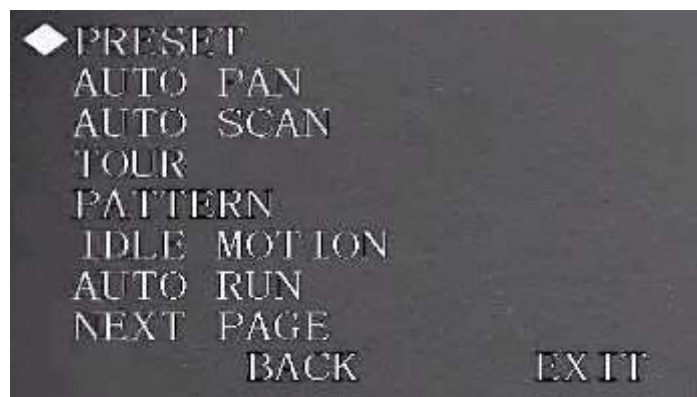 PRESET
AUTO PAN
AUTO SCAN
TOUR
PATTERN
IDLE MOTION
AUTO RUN
NEXT PAGE
BACK EXIT